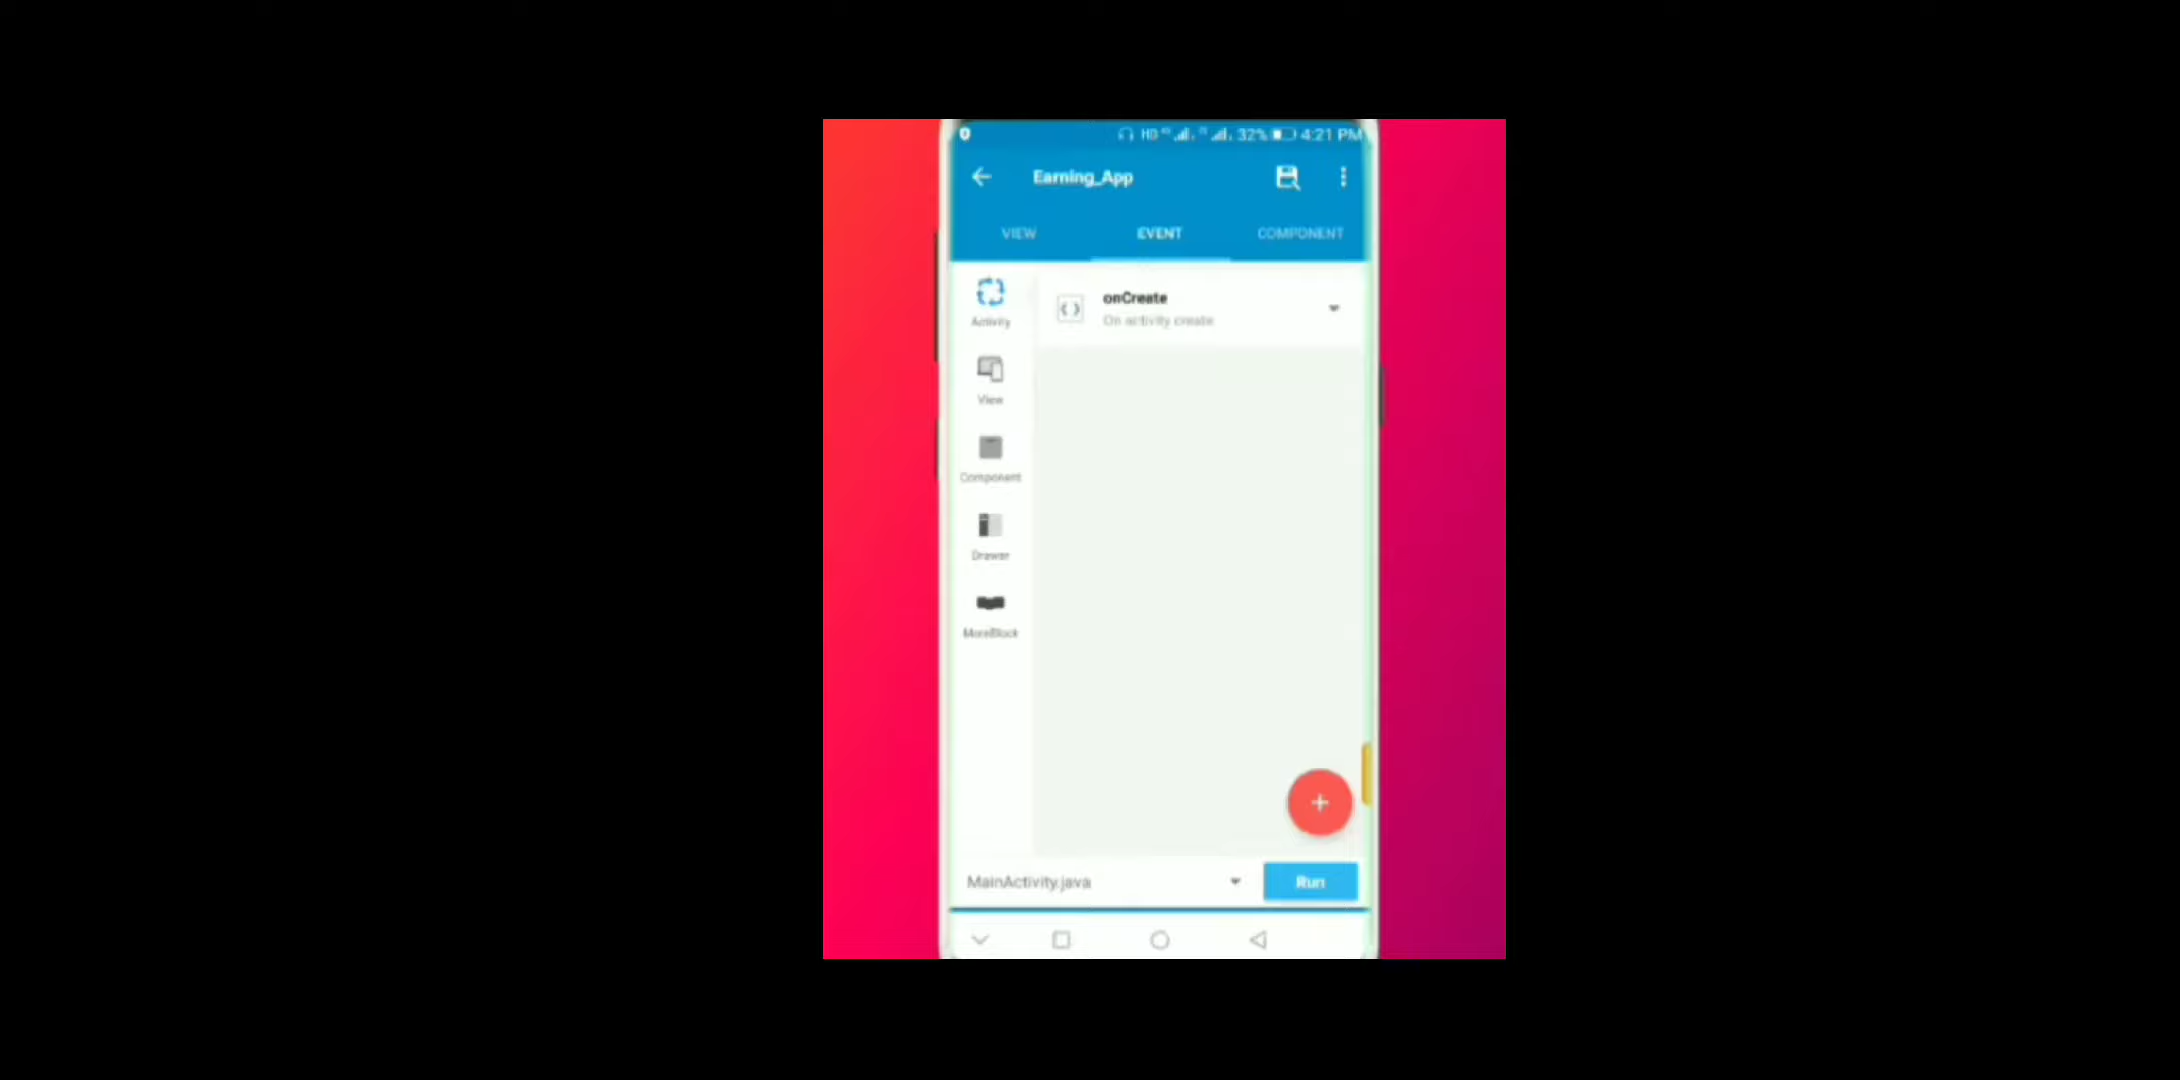 HD 32% 4:21 PM
Earning_App
VIEW EVENT COMPONENT
Activity
onCreate
On activity create
View
Component
Drawer
MoreBlock
MainActivity.java Run